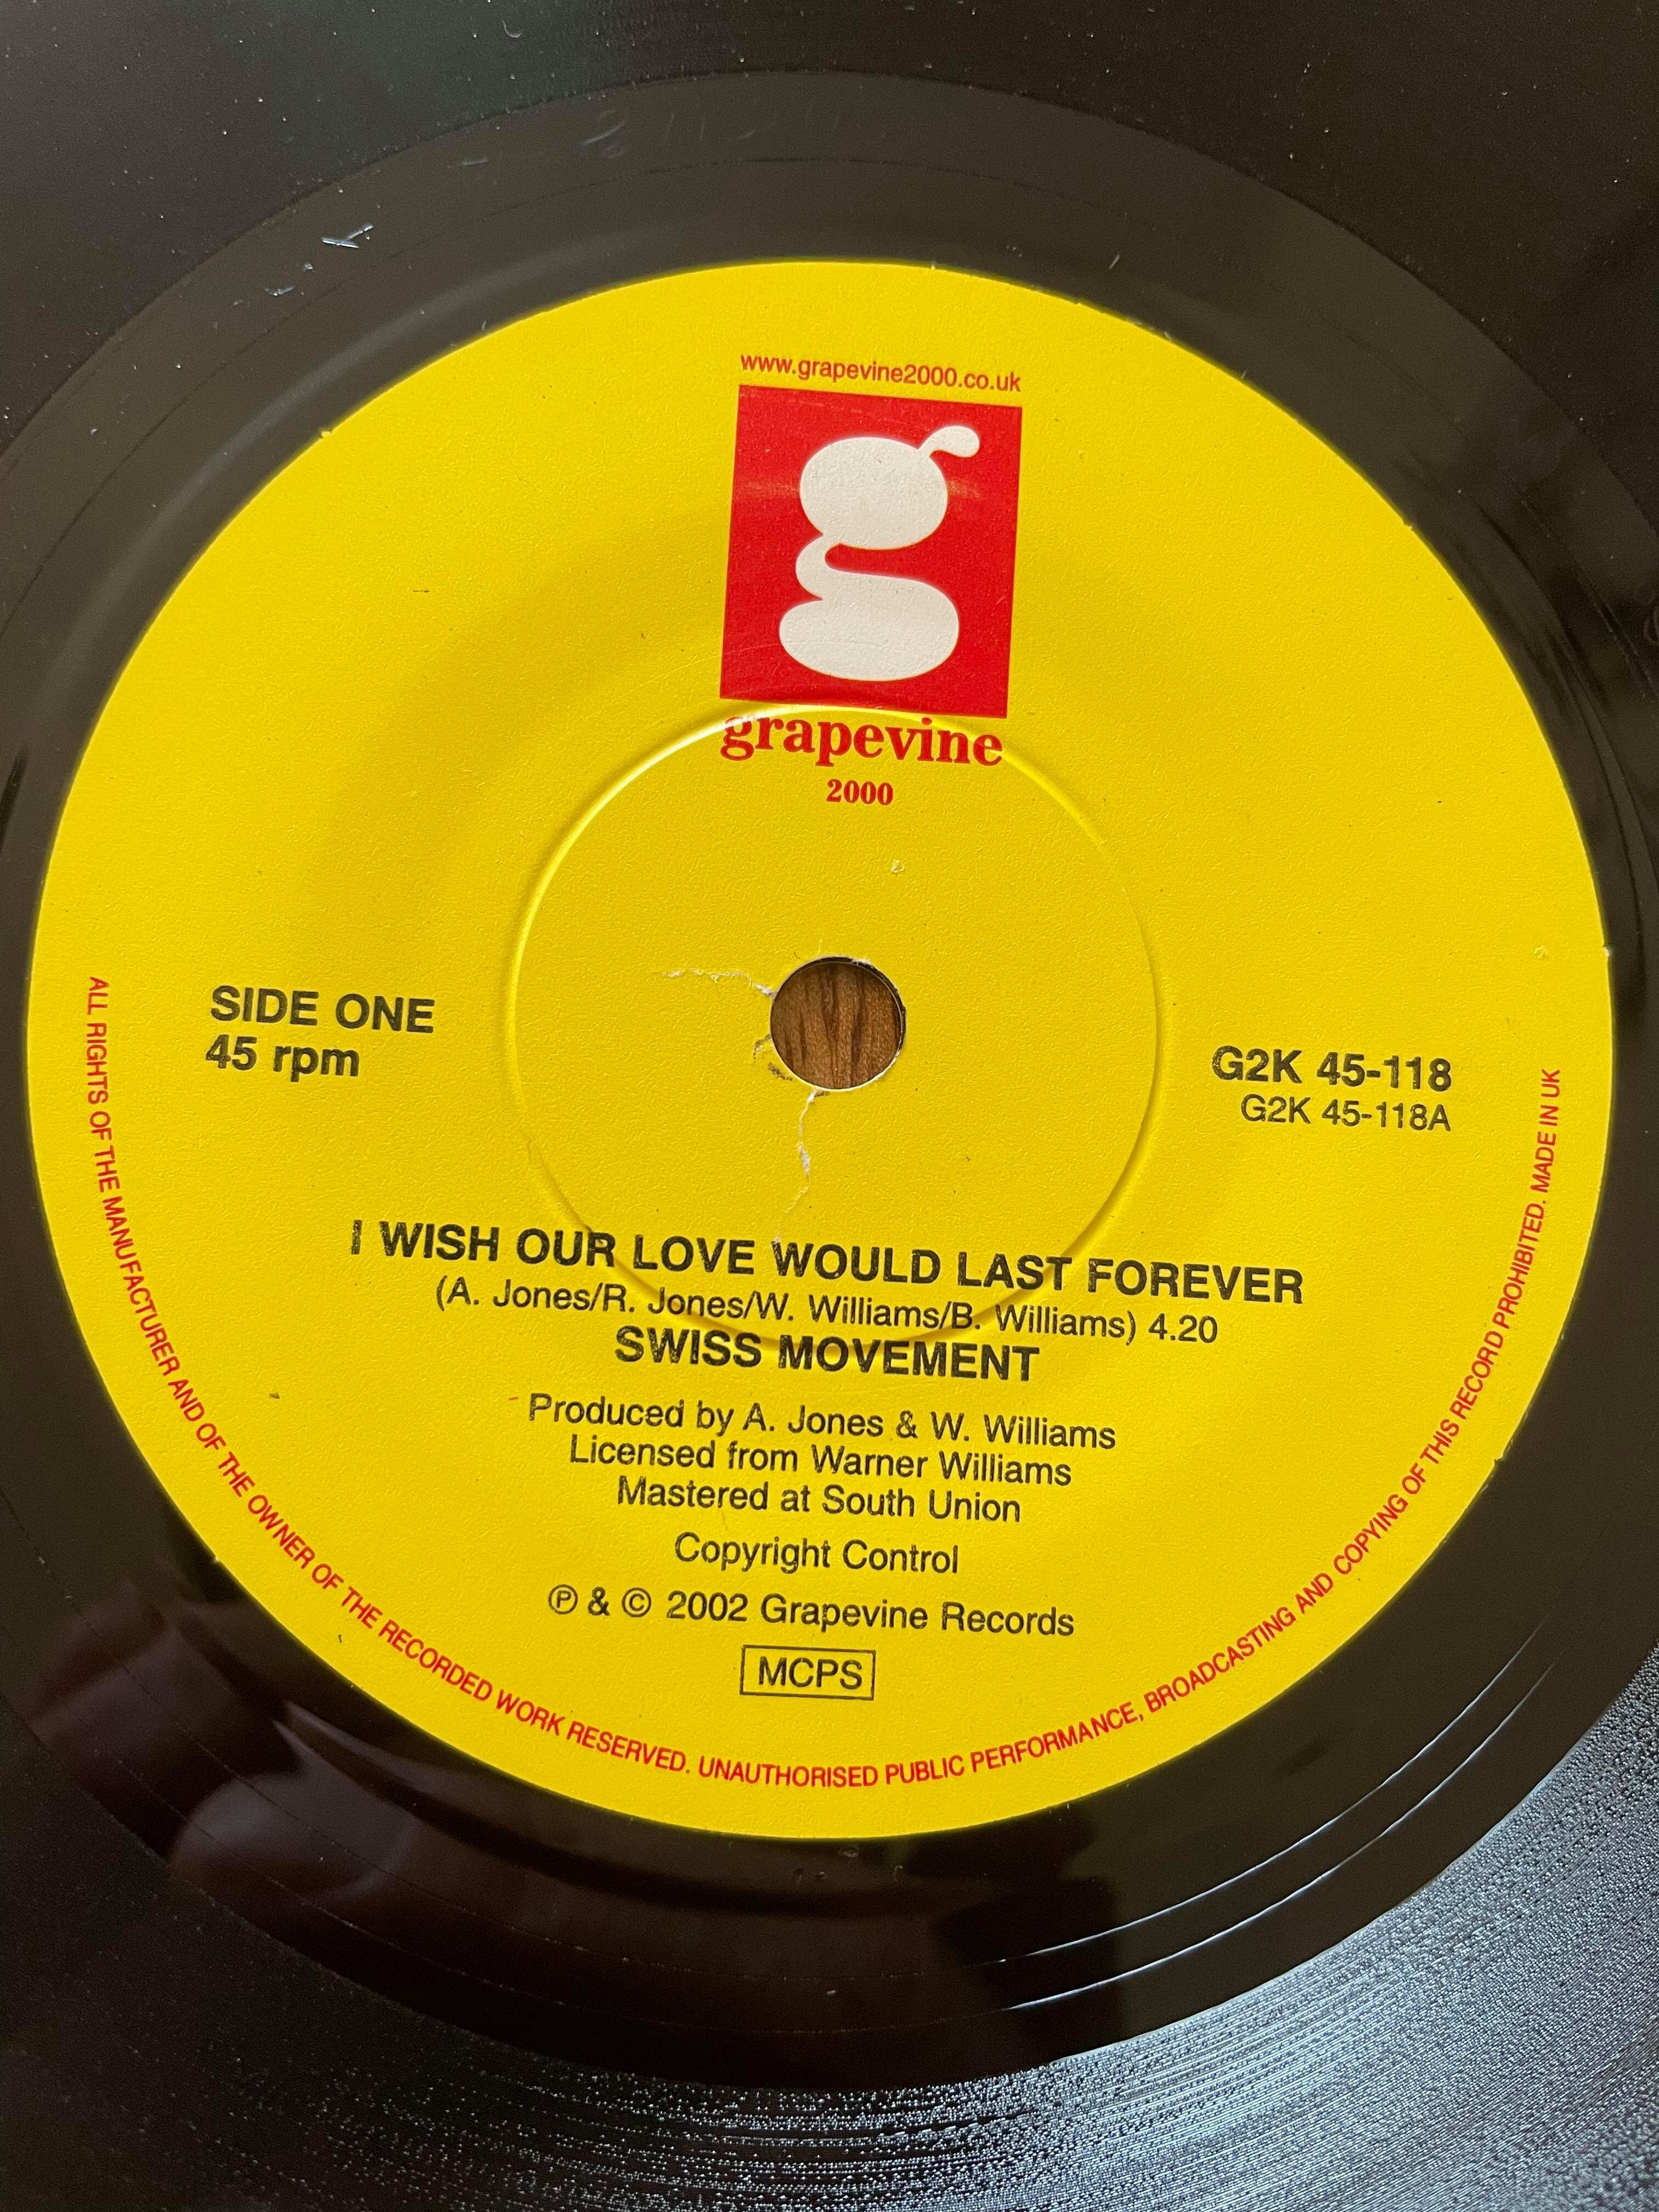 www.grapevine2000.co.uk
g
grapevine
2000
SIDE ONE
45 rpm
G2K 45-118
G2K 45-118A
I WISH OUR LOVE WOULD LAST FOREVER
(A. Jones/R. Jones/W. Williams/B. Williams) 4.20
SWISS MOVEMENT
Produced by A. Jones & W. Williams
Licensed from Warner Williams
Mastered at South Union
Copyright Control
℗ & © 2002 Grapevine Records
MCPS
ALL RIGHTS OF THE MANUFACTURER AND OF THE OWNER OF THE RECORDED WORK RESERVED. UNAUTHORISED PUBLIC PERFORMANCE, BROADCASTING AND COPYING OF THIS RECORD PROHIBITED. MADE IN UK